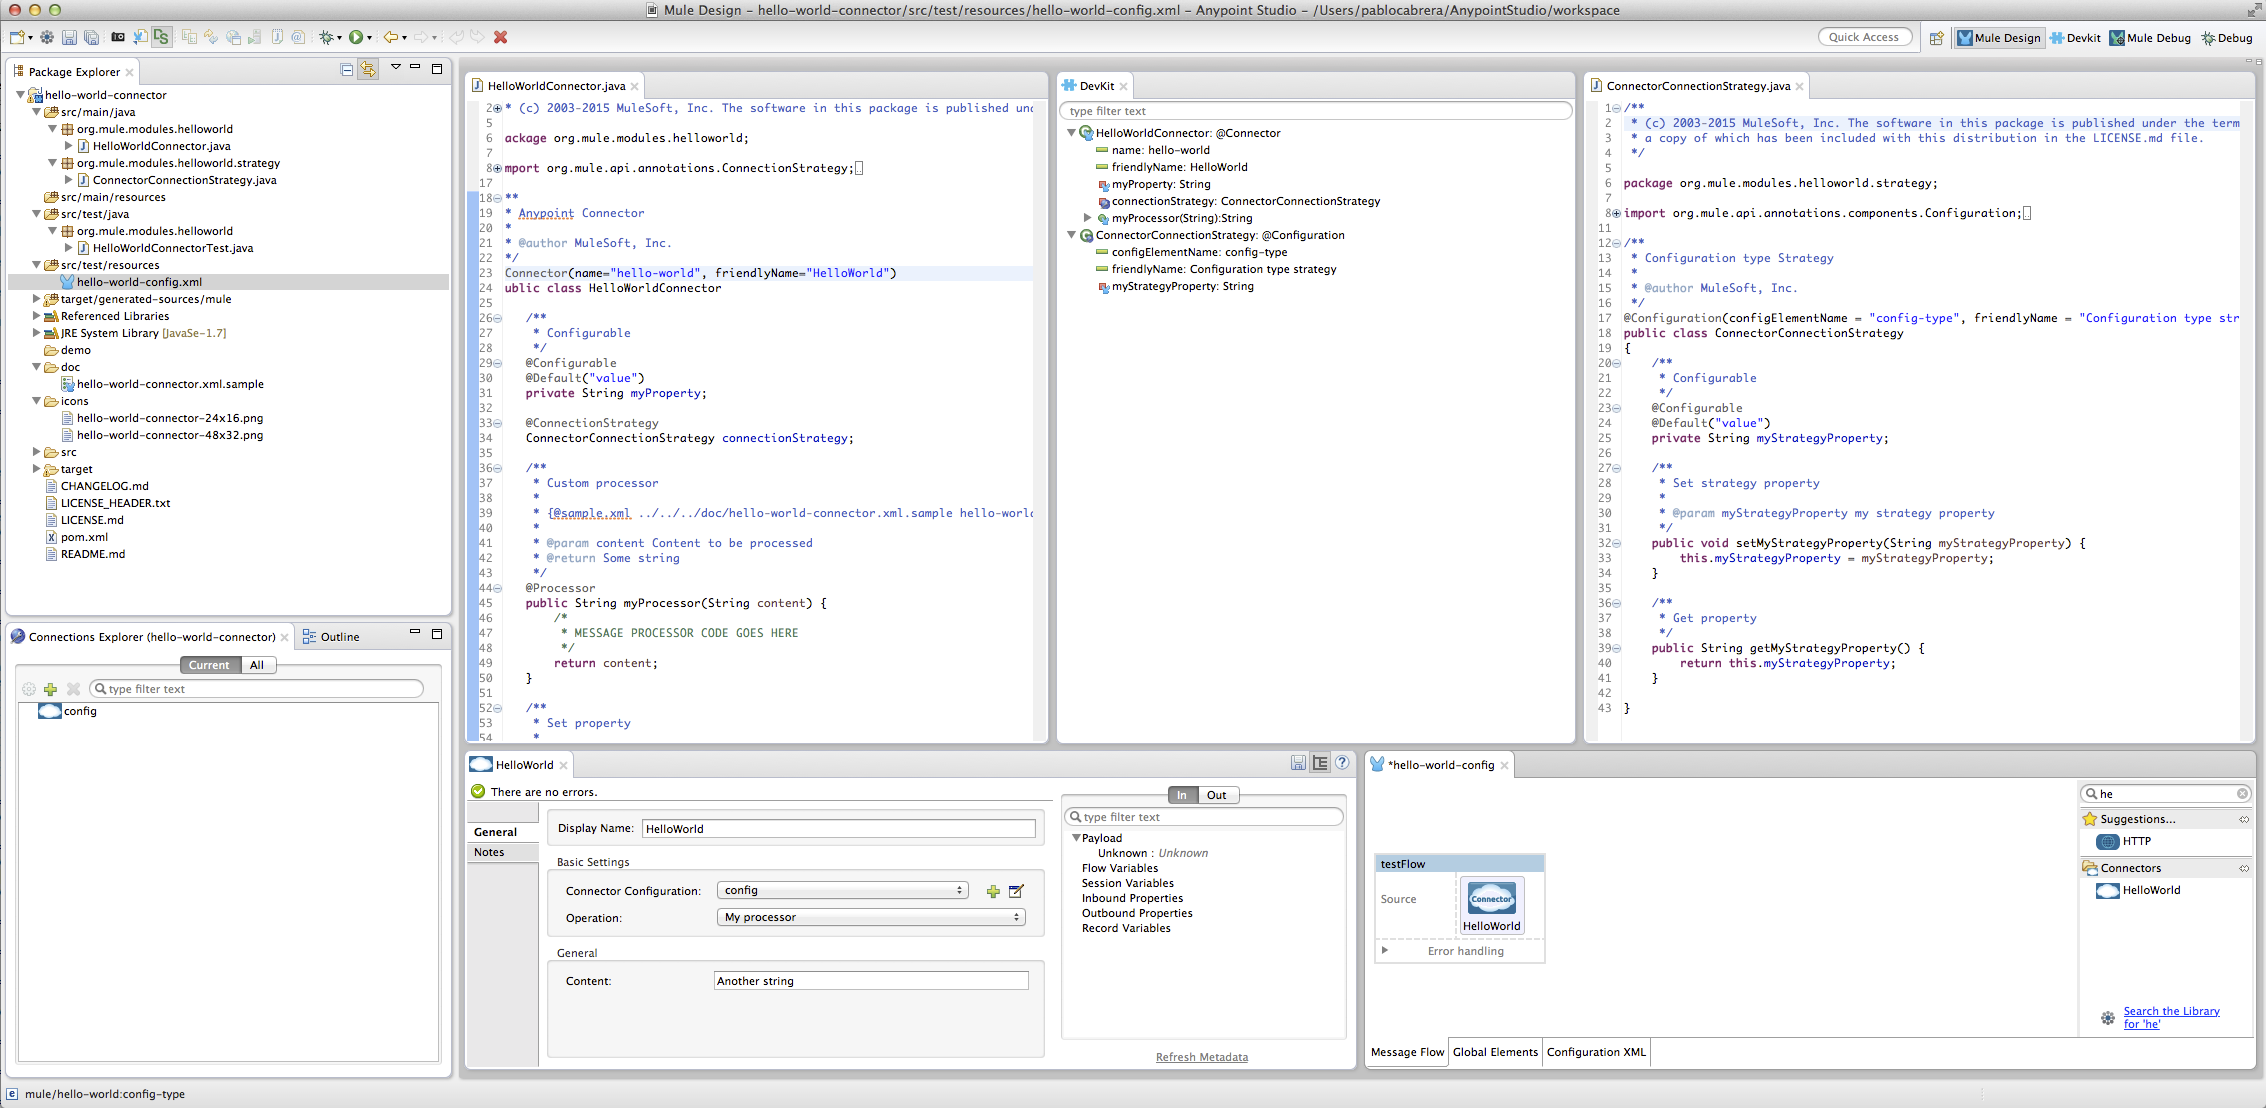 Mule Design – hello-world-connector/src/test/resources/hello-world-config.xml – Anypoint Studio – /Users/pablocabrera/AnypointStudio/workspace
Quick Access
Mule Design
Devkit
Mule Debug
Debug
Package Explorer
hello-world-connector
src/main/java
org.mule.modules.helloworld
HelloWorldConnector.java
org.mule.modules.helloworld.strategy
ConnectorConnectionStrategy.java
src/main/resources
src/test/java
org.mule.modules.helloworld
HelloWorldConnectorTest.java
src/test/resources
hello-world-config.xml
target/generated-sources/mule
Referenced Libraries
JRE System Library [JavaSe-1.7]
demo
doc
hello-world-connector.xml.sample
icons
hello-world-connector-24x16.png
hello-world-connector-48x32.png
src
target
CHANGELOG.md
LICENSE_HEADER.txt
LICENSE.md
pom.xml
README.md
Connections Explorer (hello-world-connector)
Outline
Current All
type filter text
config
HelloWorldConnector.java
2 * (c) 2003-2015 MuleSoft, Inc. The software in this package is published un
5
6 ackage org.mule.modules.helloworld;
7
8 mport org.mule.api.annotations.ConnectionStrategy;
17
18 **
19 * Anypoint Connector
20 *
21 * @author MuleSoft, Inc.
22 */
23 Connector(name="hello-world", friendlyName="HelloWorld")
24 ublic class HelloWorldConnector
25
26 /**
27 * Configurable
28 */
29 @Configurable
30 @Default("value")
31 private String myProperty;
32
33 @ConnectionStrategy
34 ConnectorConnectionStrategy connectionStrategy;
35
36 /**
37 * Custom processor
38 *
39 * {@sample.xml ../../../doc/hello-world-connector.xml.sample hello-worl
40 *
41 * @param content Content to be processed
42 * @return Some string
43 */
44 @Processor
45 public String myProcessor(String content) {
46 /*
47 * MESSAGE PROCESSOR CODE GOES HERE
48 */
49 return content;
50 }
51
52 /**
53 * Set property
54 *
DevKit
type filter text
HelloWorldConnector: @Connector
name: hello-world
friendlyName: HelloWorld
myProperty: String
connectionStrategy: ConnectorConnectionStrategy
myProcessor(String):String
ConnectorConnectionStrategy: @Configuration
configElementName: config-type
friendlyName: Configuration type strategy
myStrategyProperty: String
ConnectorConnectionStrategy.java
1 /**
2 * (c) 2003-2015 MuleSoft, Inc. The software in this package is published under the term
3 * a copy of which has been included with this distribution in the LICENSE.md file.
4 */
5
6 package org.mule.modules.helloworld.strategy;
7
8 import org.mule.api.annotations.components.Configuration;
11
12 /**
13 * Configuration type Strategy
14 *
15 * @author MuleSoft, Inc.
16 */
17 @Configuration(configElementName = "config-type", friendlyName = "Configuration type str
18 public class ConnectorConnectionStrategy
19 {
20 /**
21 * Configurable
22 */
23 @Configurable
24 @Default("value")
25 private String myStrategyProperty;
26
27 /**
28 * Set strategy property
29 *
30 * @param myStrategyProperty my strategy property
31 */
32 public void setMyStrategyProperty(String myStrategyProperty) {
33 this.myStrategyProperty = myStrategyProperty;
34 }
35
36 /**
37 * Get property
38 */
39 public String getMyStrategyProperty() {
40 return this.myStrategyProperty;
41 }
42
43 }
HelloWorld
There are no errors.
General
Notes
Display Name: HelloWorld
Basic Settings
Connector Configuration: config
Operation: My processor
General
Content: Another string
In Out
type filter text
Payload
Unknown : Unknown
Flow Variables
Session Variables
Inbound Properties
Outbound Properties
Record Variables
Refresh Metadata
*hello-world-config
testFlow
Source
Connector
HelloWorld
Error handling
he
Suggestions...
HTTP
Connectors
HelloWorld
Search the Library
for 'he'
Message Flow Global Elements Configuration XML
mule/hello-world:config-type